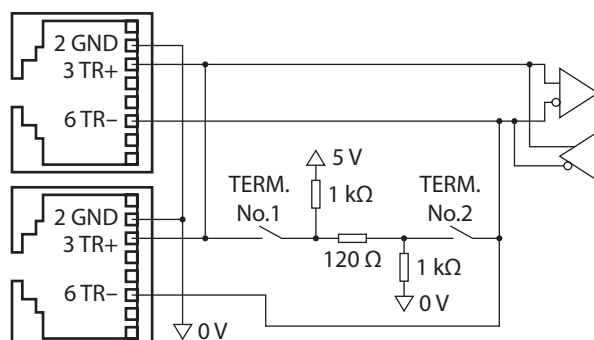 2 GND
3 TR+
6 TR−
5 V
1 kΩ
TERM.
No.1
TERM.
No.2
120 Ω
1 kΩ
0 V
2 GND
3 TR+
6 TR−
0 V